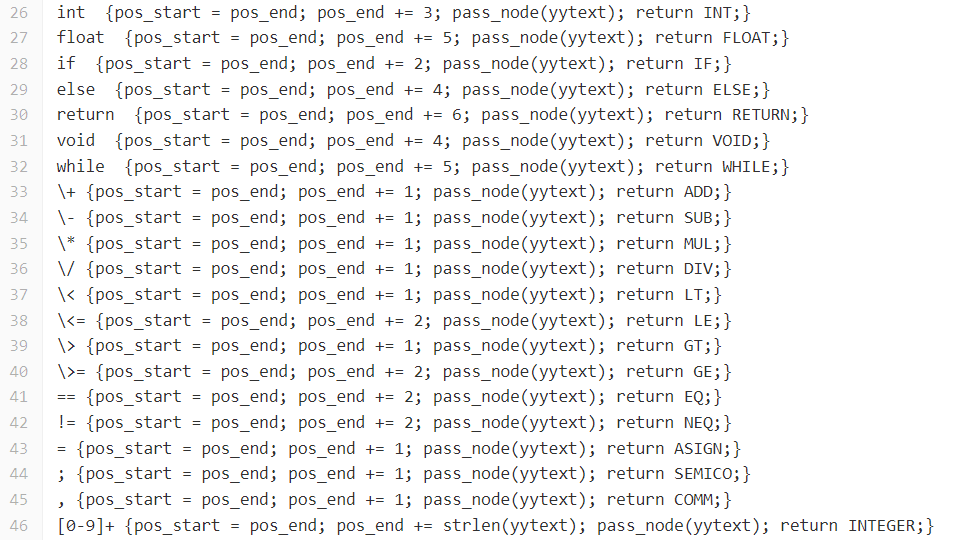 26 int  {pos_start = pos_end; pos_end += 3; pass_node(yytext); return INT;}
27 float  {pos_start = pos_end; pos_end += 5; pass_node(yytext); return FLOAT;}
28 if  {pos_start = pos_end; pos_end += 2; pass_node(yytext); return IF;}
29 else  {pos_start = pos_end; pos_end += 4; pass_node(yytext); return ELSE;}
30 return  {pos_start = pos_end; pos_end += 6; pass_node(yytext); return RETURN;}
31 void  {pos_start = pos_end; pos_end += 4; pass_node(yytext); return VOID;}
32 while  {pos_start = pos_end; pos_end += 5; pass_node(yytext); return WHILE;}
33 \+ {pos_start = pos_end; pos_end += 1; pass_node(yytext); return ADD;}
34 \- {pos_start = pos_end; pos_end += 1; pass_node(yytext); return SUB;}
35 \* {pos_start = pos_end; pos_end += 1; pass_node(yytext); return MUL;}
36 \/ {pos_start = pos_end; pos_end += 1; pass_node(yytext); return DIV;}
37 \< {pos_start = pos_end; pos_end += 1; pass_node(yytext); return LT;}
38 \<= {pos_start = pos_end; pos_end += 2; pass_node(yytext); return LE;}
39 \> {pos_start = pos_end; pos_end += 1; pass_node(yytext); return GT;}
40 \>= {pos_start = pos_end; pos_end += 2; pass_node(yytext); return GE;}
41 == {pos_start = pos_end; pos_end += 2; pass_node(yytext); return EQ;}
42 != {pos_start = pos_end; pos_end += 2; pass_node(yytext); return NEQ;}
43 = {pos_start = pos_end; pos_end += 1; pass_node(yytext); return ASIGN;}
44 ; {pos_start = pos_end; pos_end += 1; pass_node(yytext); return SEMICO;}
45 , {pos_start = pos_end; pos_end += 1; pass_node(yytext); return COMM;}
46 [0-9]+ {pos_start = pos_end; pos_end += strlen(yytext); pass_node(yytext); return INTEGER;}